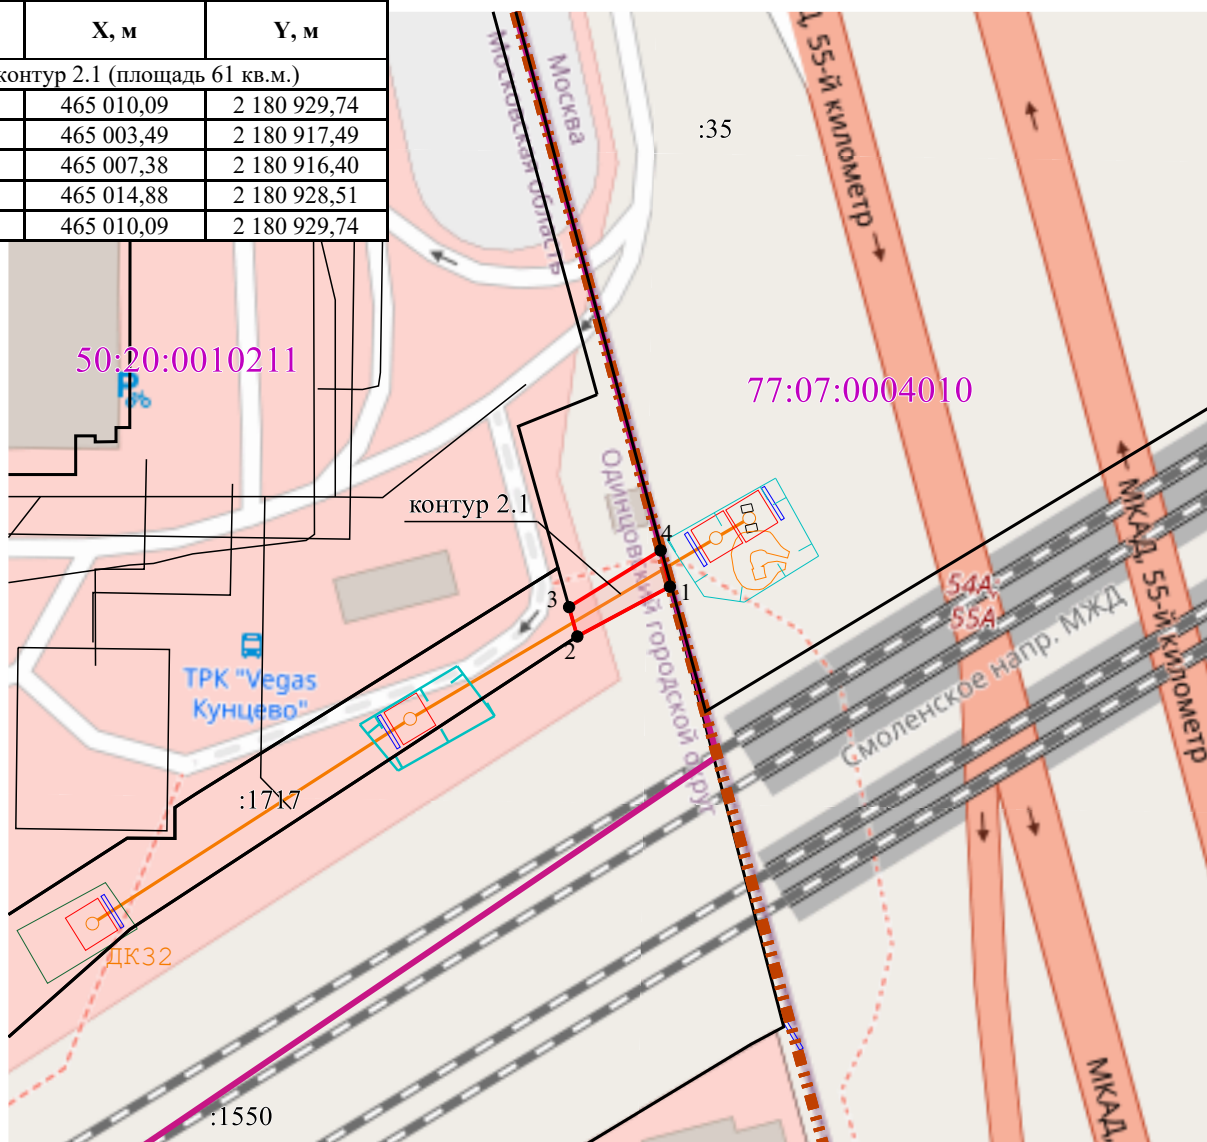 X, м Y, м
контур 2.1 (площадь 61 кв.м.)
465 010,09 2 180 929,74
465 003,49 2 180 917,49
465 007,38 2 180 916,40
465 014,88 2 180 928,51
465 010,09 2 180 929,74
Московская область
Москва
:35
55-й километр
50:20:0010211
77:07:0004010
контур 2.1
Одинцовский городской округ
4
1
3
2
54А;
55А
МКАД, 55-й километр
Смоленское напр. МЖД
ТРК "Vegas
Кунцево"
:1717
ДК32
:1550
МКАД,